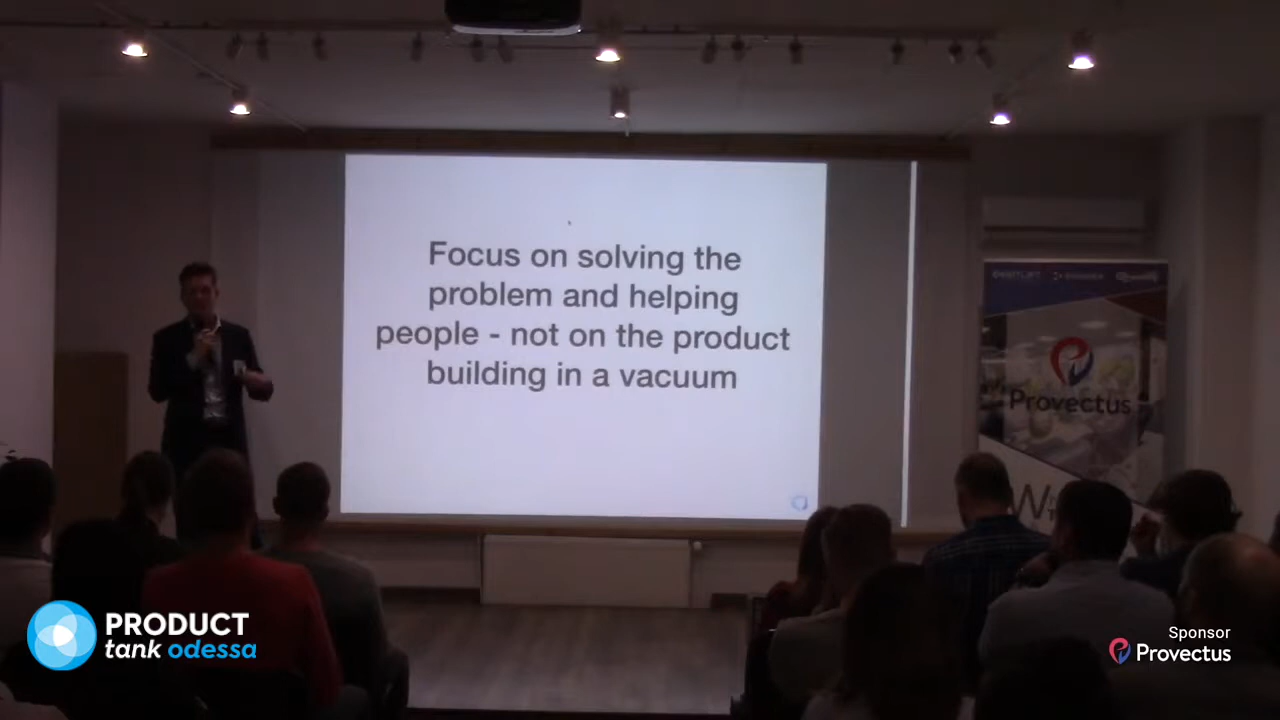 Focus on solving the
problem and helping
people - not on the product
building in a vacuum
Provectus
W
PRODUCT
tank odessa
Sponsor
Provectus